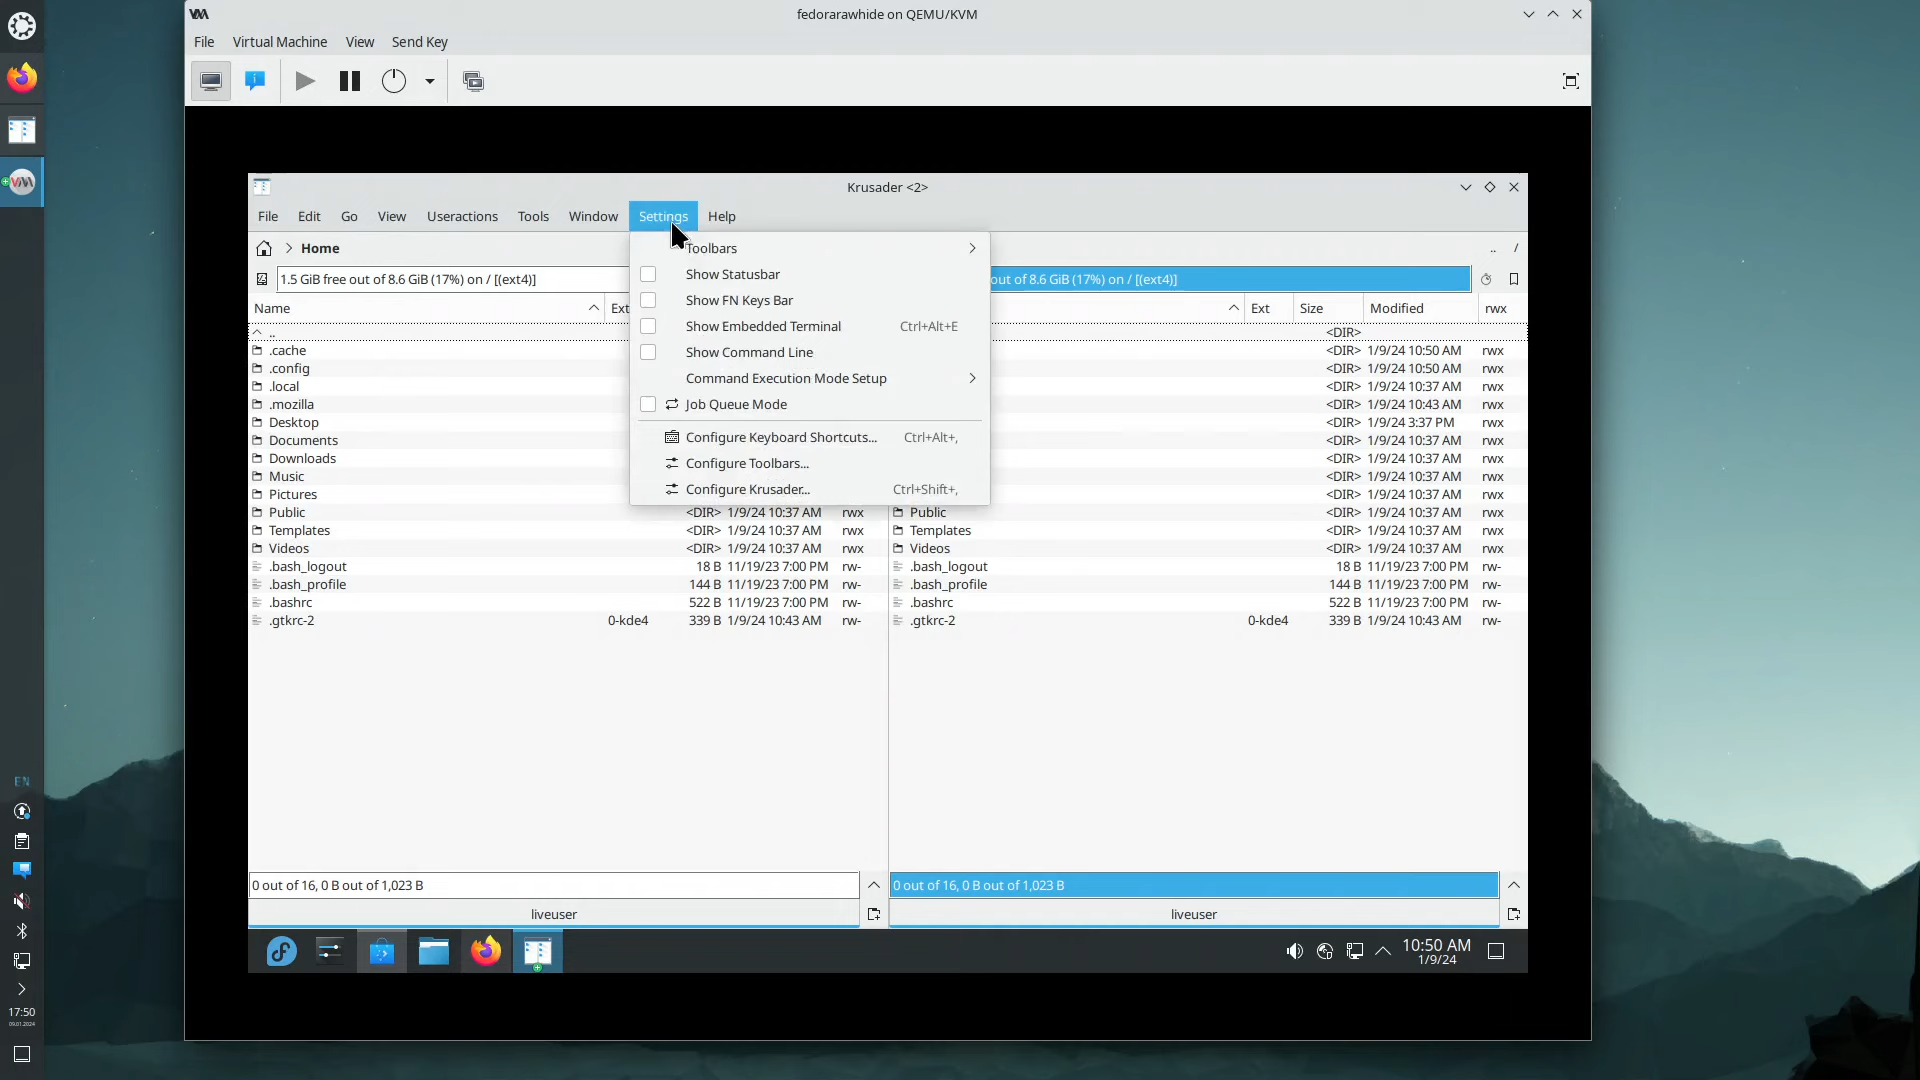 fedorarawhide on QEMU/KVM
File Virtual Machine View Send Key
Krusader <2>
File Edit Go View Useractions Tools Window Settings Help
Home .. /
1.5 GiB free out of 8.6 GiB (17%) on / [(ext4)] out of 8.6 GiB (17%) on / [(ext4)]
Name Ext Ext Size Modified rwx
Toolbars
Show Statusbar
Show FN Keys Bar
Show Embedded Terminal Ctrl+Alt+E
Show Command Line
Command Execution Mode Setup
Job Queue Mode
Configure Keyboard Shortcuts... Ctrl+Alt+,
Configure Toolbars...
Configure Krusader... Ctrl+Shift+,
.. <DIR>
.cache <DIR> 1/9/24 10:50 AM rwx
.config <DIR> 1/9/24 10:50 AM rwx
.local <DIR> 1/9/24 10:37 AM rwx
.mozilla <DIR> 1/9/24 10:43 AM rwx
Desktop <DIR> 1/9/24 3:37 PM rwx
Documents <DIR> 1/9/24 10:37 AM rwx
Downloads <DIR> 1/9/24 10:37 AM rwx
Music <DIR> 1/9/24 10:37 AM rwx
Pictures <DIR> 1/9/24 10:37 AM rwx
Public <DIR> 1/9/24 10:37 AM rwx Public <DIR> 1/9/24 10:37 AM rwx
Templates <DIR> 1/9/24 10:37 AM rwx Templates <DIR> 1/9/24 10:37 AM rwx
Videos <DIR> 1/9/24 10:37 AM rwx Videos <DIR> 1/9/24 10:37 AM rwx
.bash_logout 18 B 11/19/23 7:00 PM rw- .bash_logout 18 B 11/19/23 7:00 PM rw-
.bash_profile 144 B 11/19/23 7:00 PM rw- .bash_profile 144 B 11/19/23 7:00 PM rw-
.bashrc 522 B 11/19/23 7:00 PM rw- .bashrc 522 B 11/19/23 7:00 PM rw-
.gtkrc-2 0-kde4 339 B 1/9/24 10:43 AM rw- .gtkrc-2 0-kde4 339 B 1/9/24 10:43 AM rw-
0 out of 16, 0 B out of 1,023 B 0 out of 16, 0 B out of 1,023 B
liveuser liveuser
10:50 AM
1/9/24
EN
17:50
09.01.2024